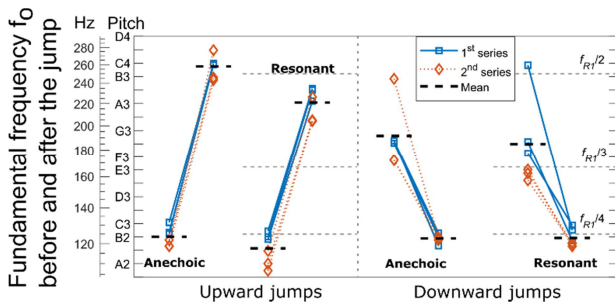 Fundamental frequency fo
before and after the jump
Hz Pitch
280
260
240
220
200
180
160
140
120
D4
C4
B3
A3
G3
F3
E3
D3
C3
B2
A2
1st series
2nd series
Mean
Resonant
Anechoic
Anechoic
Resonant
fR1/2
fR1/3
fR1/4
Upward jumps
Downward jumps